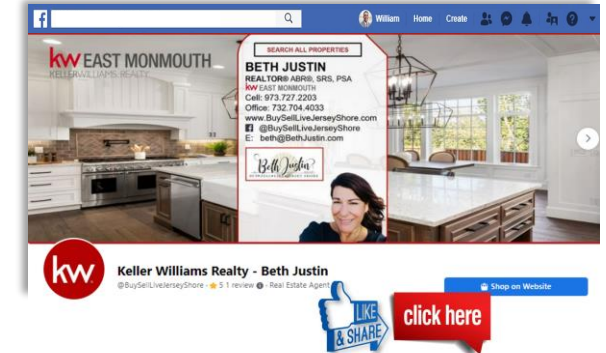 f
William Home Create
kw EAST MONMOUTH
KELLERWILLIAMS REALTY
SEARCH ALL PROPERTIES
BETH JUSTIN
REALTOR® ABR®, SRS, PSA
kw EAST MONMOUTH
Cell: 973.727.2203
Office: 732.704.4033
www.BuySellLiveJerseyShore.com
f @BuySellLiveJerseyShore
E: beth@BethJustin.com
Beth Justin
kw
Keller Williams Realty - Beth Justin
@BuySellLiveJerseyShore · 5 1 review · Real Estate Agent
Shop on Website
LIKE
& SHARE
click here